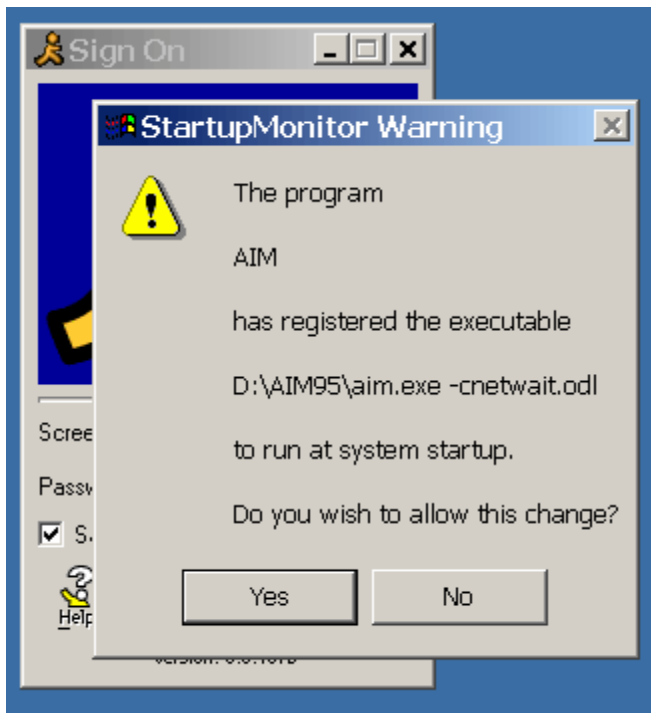 Sign On
StartupMonitor Warning
The program
AIM
has registered the executable
D:\AIM95\aim.exe -cnetwait.odl
to run at system startup.
Do you wish to allow this change?
Yes
No
Scree
Passw
S
Help